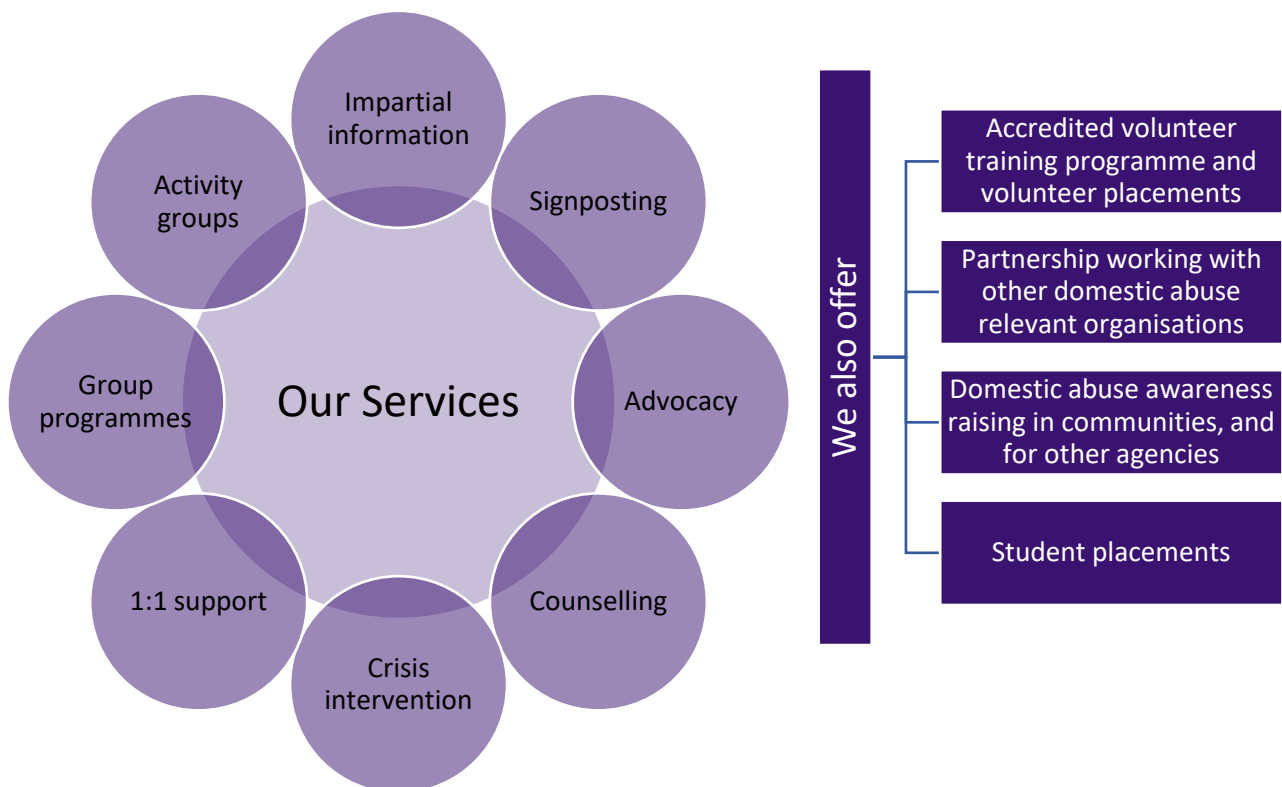 Impartial
information
Signposting
Advocacy
Counselling
Crisis
intervention
1:1 support
Group
programmes
Activity
groups
Our Services
We also offer
Accredited volunteer
training programme and
volunteer placements
Partnership working with
other domestic abuse
relevant organisations
Domestic abuse awareness
raising in communities, and
for other agencies
Student placements